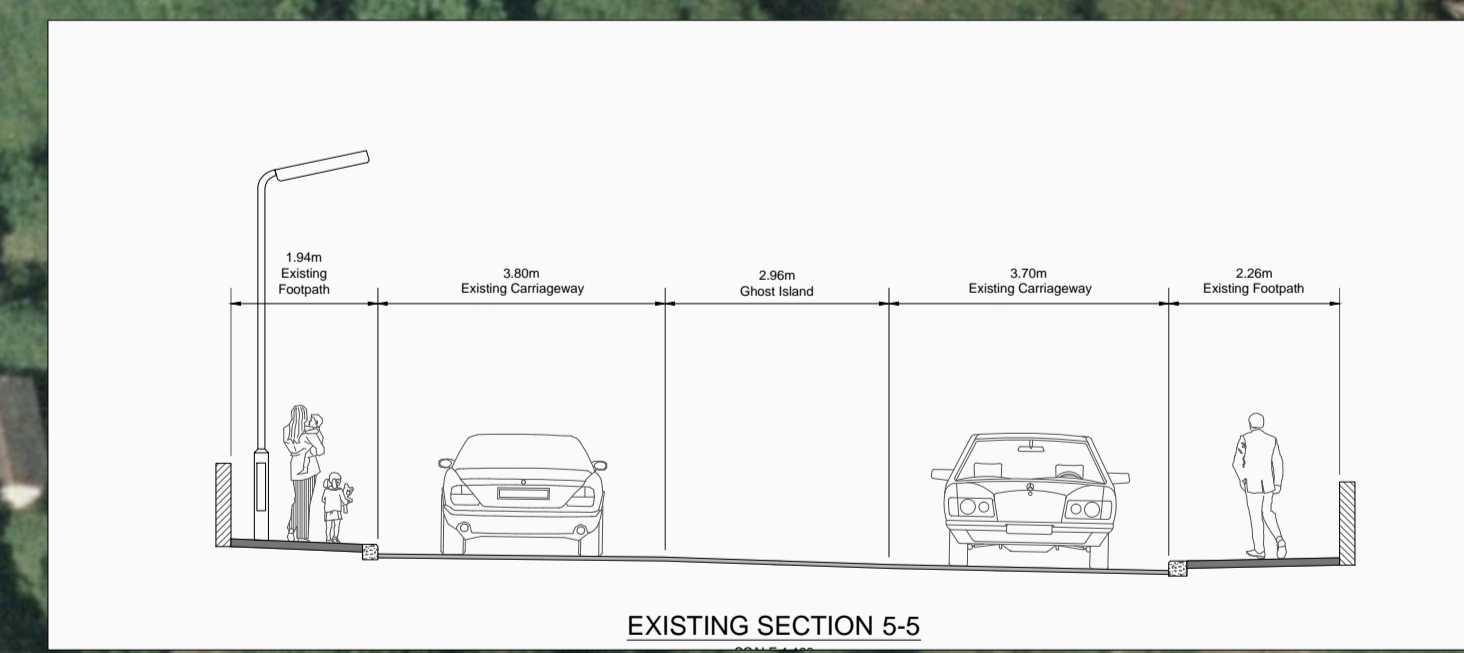 1.94m
Existing
Footpath
3.80m
Existing Carriageway
2.96m
Ghost Island
3.70m
Existing Carriageway
2.26m
Existing Footpath
EXISTING SECTION 5-5